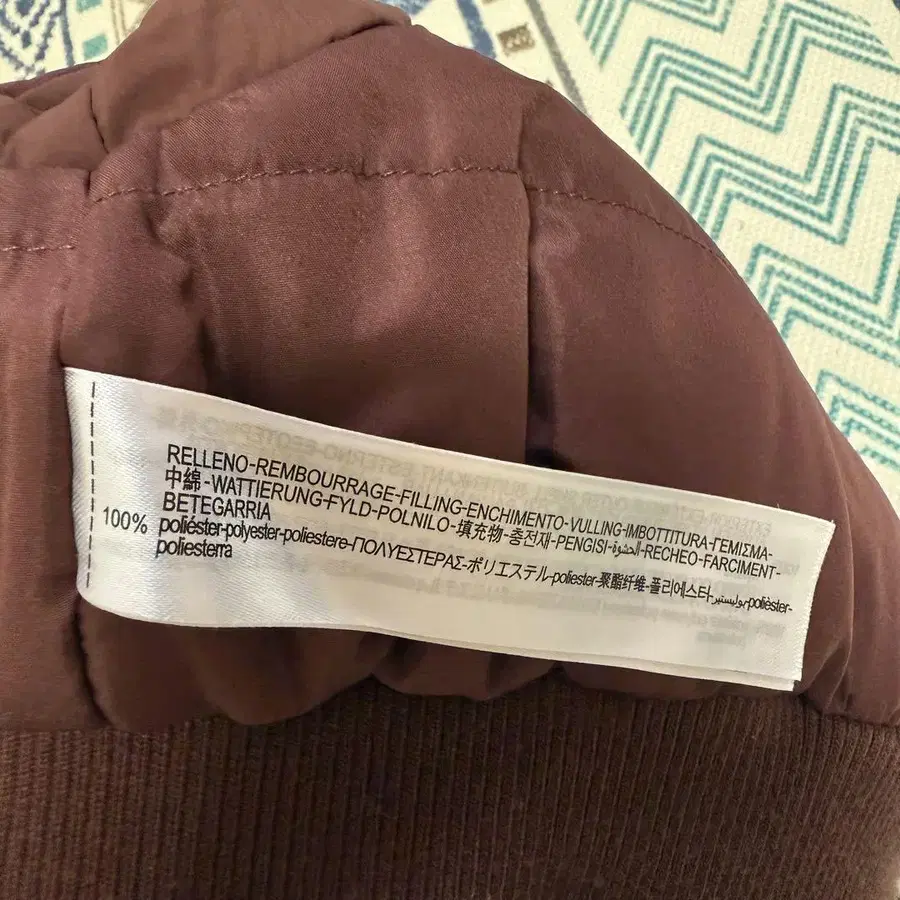 RELLENO-REMBOURRAGE-FILLING-ENCHIMENTO-VULLING-IMBOTTITURA-ΓΕΜΙΣΜΑ-
中綿-WATTIERUNG-FYLD-POLNILO-填充物-충전재-PENGISI-الحشوة-RECHEO-FARCIMENT-
BETEGARRIA
100% poliéster-polyester-poliestere-ΠΟΛΥΕΣΤΕΡΑΣ-ポリエステル-poliester-聚酯纤维-폴리에스타-بوليستير-polièster-
poliesterra